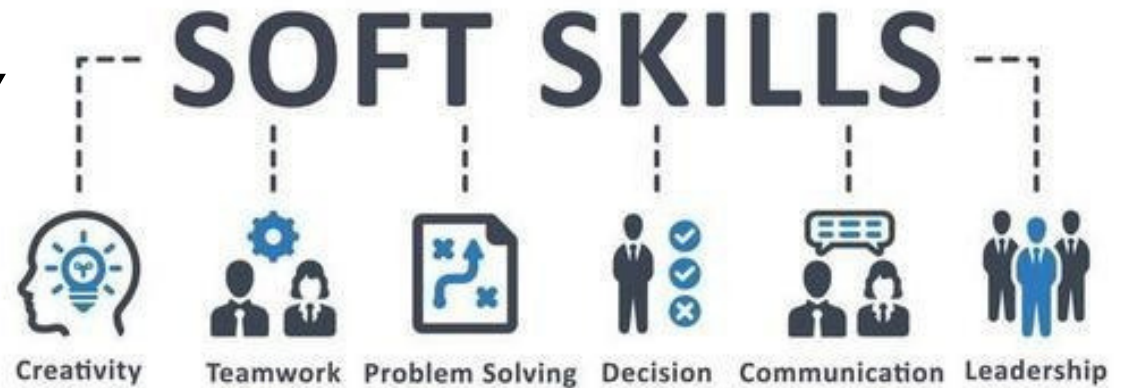 SOFT SKILLS
Creativity Teamwork Problem Solving Decision Communication Leadership